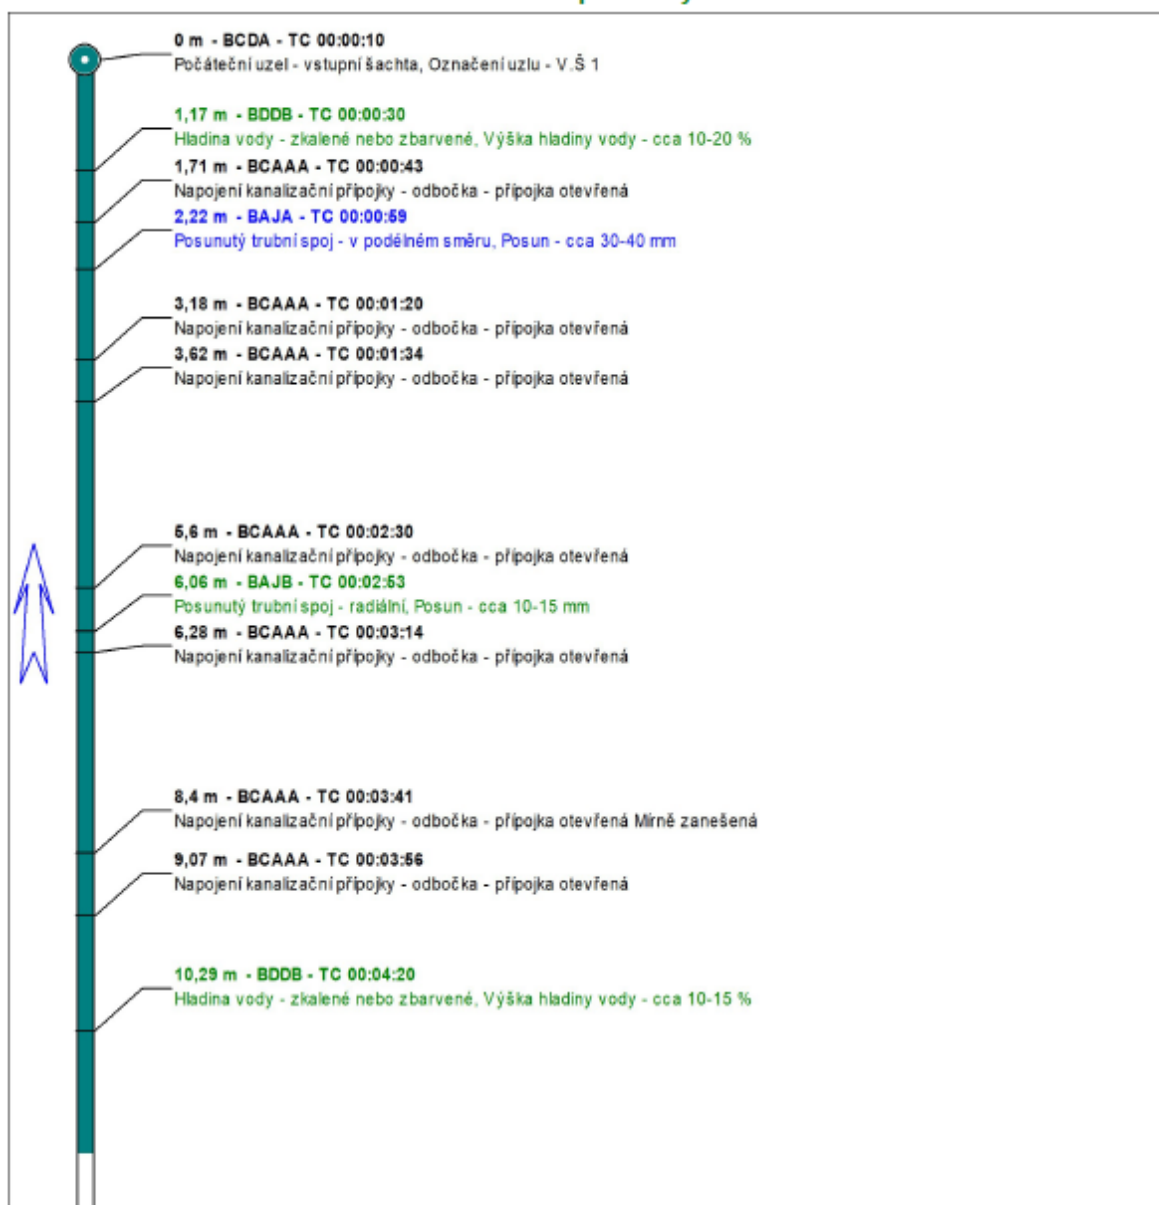 0 m - BCDA - TC 00:00:10
Počáteční uzel - vstupní šachta, Označení uzlu - V.Š 1
1,17 m - BDDB - TC 00:00:30
Hladina vody - zkalené nebo zbarvené, Výška hladiny vody - cca 10-20 %
1,71 m - BCAAA - TC 00:00:43
Napojení kanalizační přípojky - odbočka - přípojka otevřená
2,22 m - BAJA - TC 00:00:59
Posunutý trubní spoj - v podélném směru, Posun - cca 30-40 mm
3,18 m - BCAAA - TC 00:01:20
Napojení kanalizační přípojky - odbočka - přípojka otevřená
3,62 m - BCAAA - TC 00:01:34
Napojení kanalizační přípojky - odbočka - přípojka otevřená
5,6 m - BCAAA - TC 00:02:30
Napojení kanalizační přípojky - odbočka - přípojka otevřená
6,06 m - BAJB - TC 00:02:53
Posunutý trubní spoj - radiální, Posun - cca 10-15 mm
6,28 m - BCAAA - TC 00:03:14
Napojení kanalizační přípojky - odbočka - přípojka otevřená
8,4 m - BCAAA - TC 00:03:41
Napojení kanalizační přípojky - odbočka - přípojka otevřená Mírně zanešená
9,07 m - BCAAA - TC 00:03:56
Napojení kanalizační přípojky - odbočka - přípojka otevřená
10,29 m - BDDB - TC 00:04:20
Hladina vody - zkalené nebo zbarvené, Výška hladiny vody - cca 10-15 %